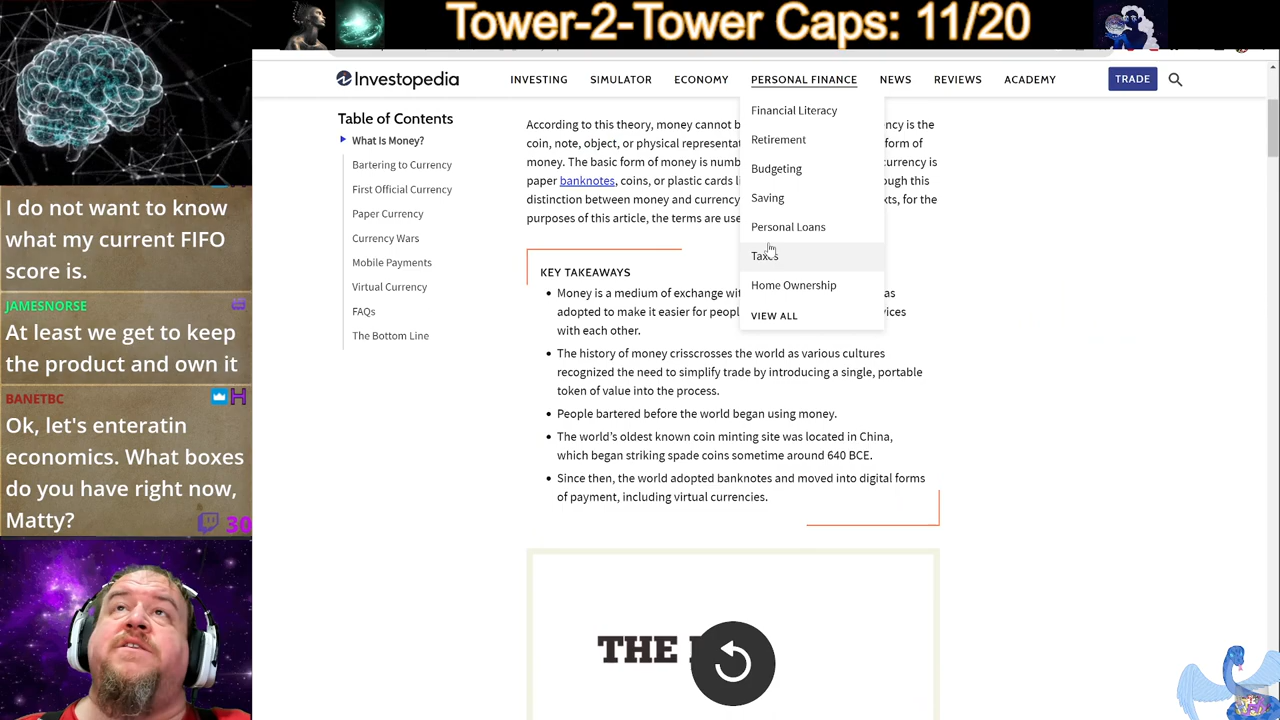 Tower-2-Tower Caps: 11/20
I do not want to know
what my current FIFO
score is.
JAMESNORSE
At least we get to keep
the product and own it
BANETBC
Ok, let's enteratin
economics. What boxes
do you have right now,
Matty?
30
Investopedia
INVESTING
SIMULATOR
ECONOMY
PERSONAL FINANCE
NEWS
REVIEWS
ACADEMY
TRADE
Financial Literacy
Retirement
Budgeting
Saving
Personal Loans
Taxes
Home Ownership
VIEW ALL
Table of Contents
What Is Money?
Bartering to Currency
First Official Currency
Paper Currency
Currency Wars
Mobile Payments
Virtual Currency
FAQs
The Bottom Line
According to this theory, money cannot b ncy is the
coin, note, object, or physical representat form of
money. The basic form of money is numb urrency is
paper banknotes, coins, or plastic cards li ough this
distinction between money and currency xts, for the
purposes of this article, the terms are use
KEY TAKEAWAYS
Money is a medium of exchange wit as
adopted to make it easier for peopl vices
with each other.
The history of money crisscrosses the world as various cultures
recognized the need to simplify trade by introducing a single, portable
token of value into the process.
People bartered before the world began using money.
The world's oldest known coin minting site was located in China,
which began striking spade coins sometime around 640 BCE.
Since then, the world adopted banknotes and moved into digital forms
of payment, including virtual currencies.
THE